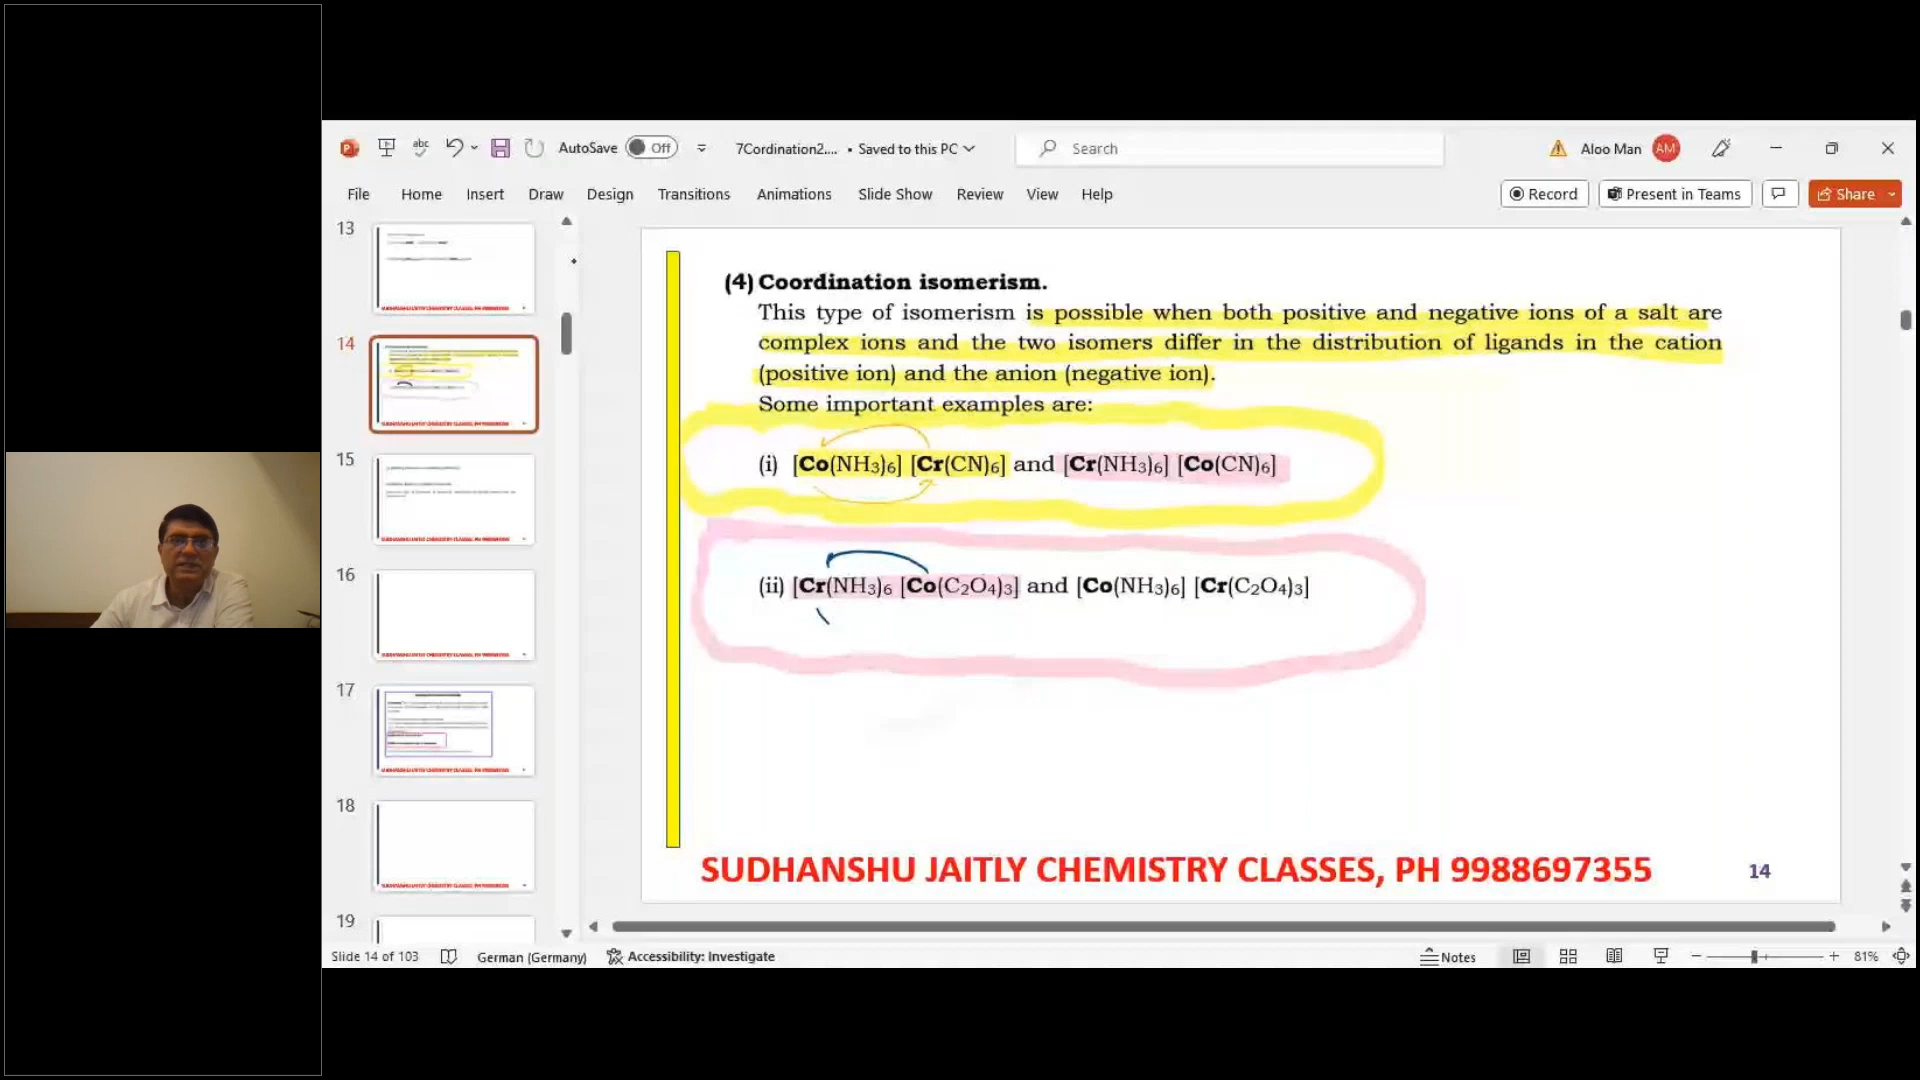 abc AutoSave Off 7Cordination2.... • Saved to this PC Search Aloo Man AM
File Home Insert Draw Design Transitions Animations Slide Show Review View Help Record Present in Teams Share
13
14
15
16
17
18
19
(4) Coordination isomerism.
This type of isomerism is possible when both positive and negative ions of a salt are
complex ions and the two isomers differ in the distribution of ligands in the cation
(positive ion) and the anion (negative ion).
Some important examples are:
(i) [Co(NH₃)₆] [Cr(CN)₆] and [Cr(NH₃)₆] [Co(CN)₆]
(ii) [Cr(NH₃)₆ [Co(C₂O₄)₃] and [Co(NH₃)₆] [Cr(C₂O₄)₃]
SUDHANSHU JAITLY CHEMISTRY CLASSES, PH 9988697355 14
Slide 14 of 103 German (Germany) Accessibility: Investigate Notes 81%